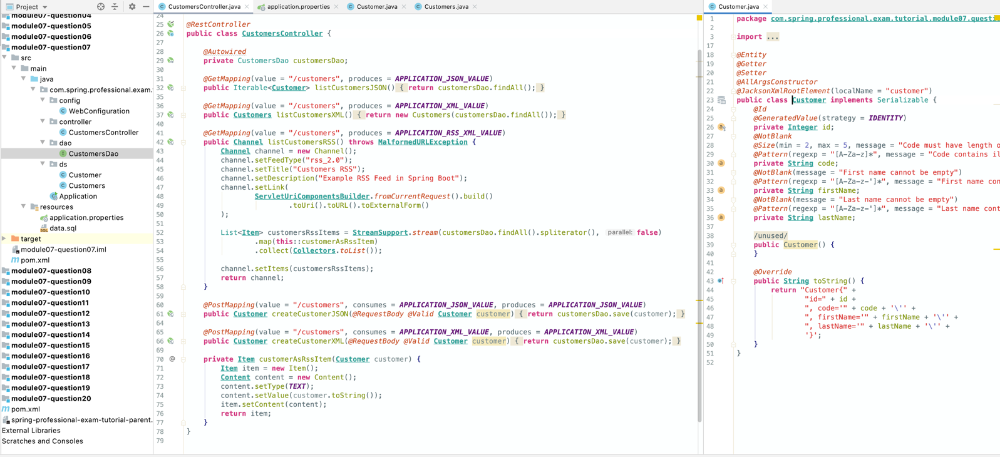 Project
module07-question04
module07-question05
module07-question06
module07-question07
src
main
java
com.spring.professional.exam.
config
WebConfiguration
controller
CustomersController
dao
CustomersDao
ds
Customer
Customers
Application
resources
application.properties
data.sql
target
module07-question07.iml
pom.xml
module07-question08
module07-question09
module07-question10
module07-question11
module07-question12
module07-question13
module07-question14
module07-question15
module07-question16
module07-question17
module07-question18
module07-question19
module07-question20
pom.xml
spring-professional-exam-tutorial-parent.
External Libraries
Scratches and Consoles
CustomersController.java
application.properties
Customer.java
Customers.java
24
25 @RestController
26 public class CustomersController {
27
28 @Autowired
29 private CustomersDao customersDao;
30
31 @GetMapping(value = "/customers", produces = APPLICATION_JSON_VALUE)
32 public Iterable<Customer> listCustomersJSON() { return customersDao.findAll(); }
35
36 @GetMapping(value = "/customers", produces = APPLICATION_XML_VALUE)
37 public Customers listCustomersXML() { return new Customers(customersDao.findAll()); }
40
41 @GetMapping(value = "/customers", produces = APPLICATION_RSS_XML_VALUE)
42 public Channel listCustomersRSS() throws MalformedURLException {
43 Channel channel = new Channel();
44 channel.setFeedType("rss_2.0");
45 channel.setTitle("Customers RSS");
46 channel.setDescription("Example RSS Feed in Spring Boot");
47 channel.setLink(
48 ServletUriComponentsBuilder.fromCurrentRequest().build()
49 .toUri().toURL().toExternalForm()
50 );
51
52 List<Item> customersRssItems = StreamSupport.stream(customersDao.findAll().spliterator(), parallel: false)
53 .map(this::customerAsRssItem)
54 .collect(Collectors.toList());
55
56 channel.setItems(customersRssItems);
57 return channel;
58 }
59
60 @PostMapping(value = "/customers", consumes = APPLICATION_JSON_VALUE, produces = APPLICATION_JSON_VALUE)
61 public Customer createCustomerJSON(@RequestBody @Valid Customer customer) { return customersDao.save(customer); }
64
65 @PostMapping(value = "/customers", consumes = APPLICATION_XML_VALUE, produces = APPLICATION_XML_VALUE)
66 public Customer createCustomerXML(@RequestBody @Valid Customer customer) { return customersDao.save(customer); }
69
70 @ private Item customerAsRssItem(Customer customer) {
71 Item item = new Item();
72 Content content = new Content();
73 content.setType(TEXT);
74 content.setValue(customer.toString());
75 item.setContent(content);
76 return item;
77 }
78 }
79
Customer.java
1 package com.spring.professional.exam.tutorial.module07.questi
2
3 import ...
17
18 @Entity
19 @Getter
20 @Setter
21 @AllArgsConstructor
22 @JacksonXmlRootElement(localName = "customer")
23 public class Customer implements Serializable {
24 @Id
25 @GeneratedValue(strategy = IDENTITY)
26 private Integer id;
27 @NotBlank
28 @Size(min = 2, max = 5, message = "Code must have length o
29 @Pattern(regexp = "[A-Za-z]*", message = "Code contains il
30 private String code;
31 @NotBlank(message = "First name cannot be empty")
32 @Pattern(regexp = "[A-Za-z-']*", message = "First name con
33 private String firstName;
34 @NotBlank(message = "Last name cannot be empty")
35 @Pattern(regexp = "[A-Za-z-']*", message = "Last name cont
36 private String lastName;
37
38 /unused/
39 public Customer() {
40 }
41
42 @Override
43 public String toString() {
44 return "Customer{" +
45 "id=" + id +
46 ", code='" + code + '\'' +
47 ", firstName='" + firstName + '\'' +
48 ", lastName='" + lastName + '\'' +
49 '}';
50 }
51 }
52